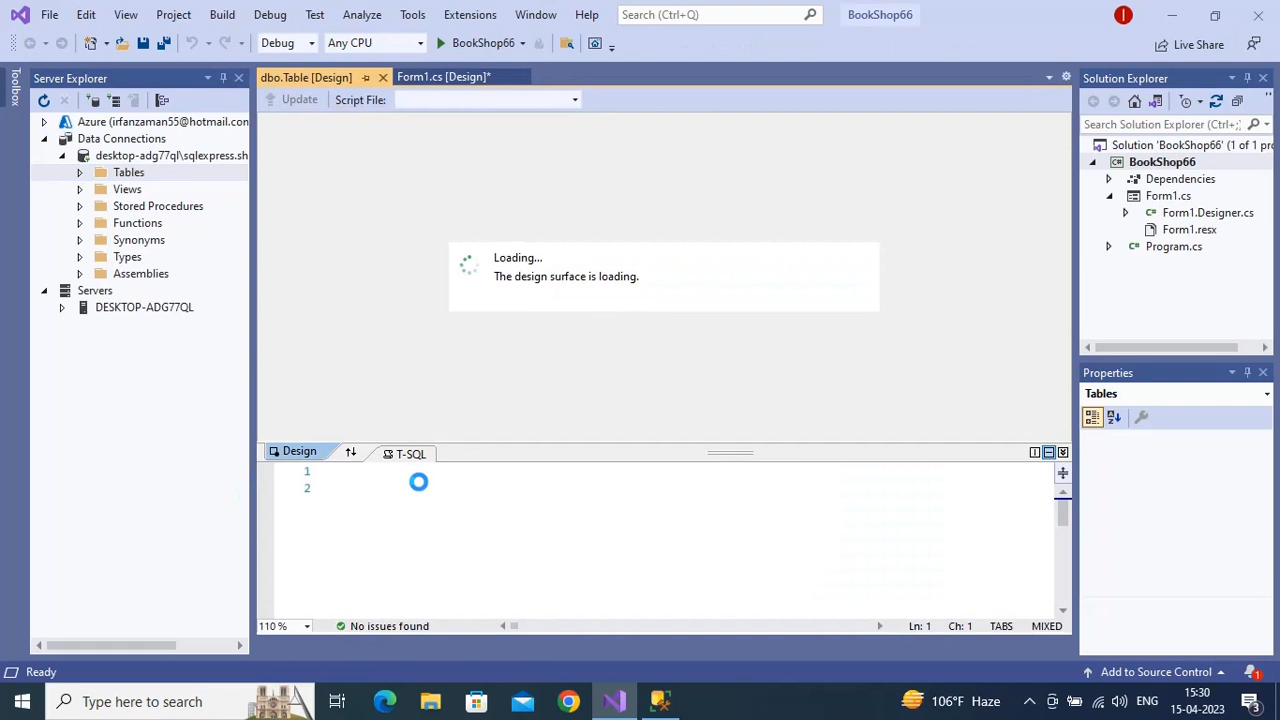 File Edit View Project Build Debug Test Analyze Tools Extensions Window Help Search (Ctrl+Q) BookShop66
Debug Any CPU BookShop66 Live Share
Toolbox
Server Explorer
Azure (irfanzaman55@hotmail.con
Data Connections
desktop-adg77ql\sqlexpress.sh
Tables
Views
Stored Procedures
Functions
Synonyms
Types
Assemblies
Servers
DESKTOP-ADG77QL
dbo.Table [Design] Form1.cs [Design]*
Update Script File:
Loading...
The design surface is loading.
Design T-SQL
1
2
110 % No issues found Ln: 1 Ch: 1 TABS MIXED
Solution Explorer
Search Solution Explorer (Ctrl+;)
Solution 'BookShop66' (1 of 1 pr
BookShop66
Dependencies
Form1.cs
Form1.Designer.cs
Form1.resx
Program.cs
Properties
Tables
Ready Add to Source Control 1
Type here to search 106°F Haze ENG 15:30
15-04-2023 3